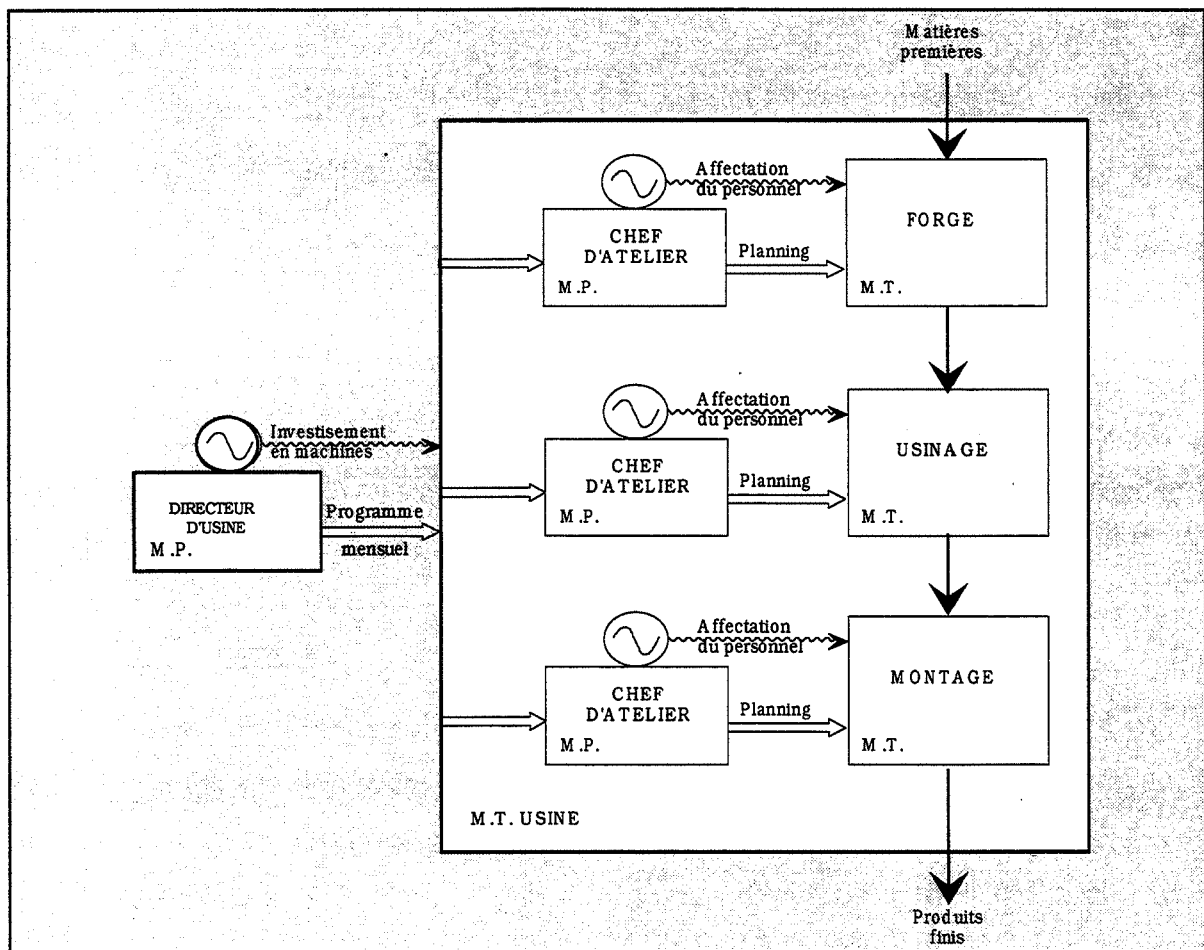 Matières
premières
Affectation
du personnel
CHEF
D'ATELIER
M.P.
Planning
FORGE
M.T.
Affectation
du personnel
CHEF
D'ATELIER
M.P.
Planning
USINAGE
M.T.
Investisement
en machines
DIRECTEUR
D'USINE
M.P.
Programme
mensuel
Affectation
du personnel
CHEF
D'ATELIER
M.P.
Planning
MONTAGE
M.T.
M.T. USINE
Produits
finis